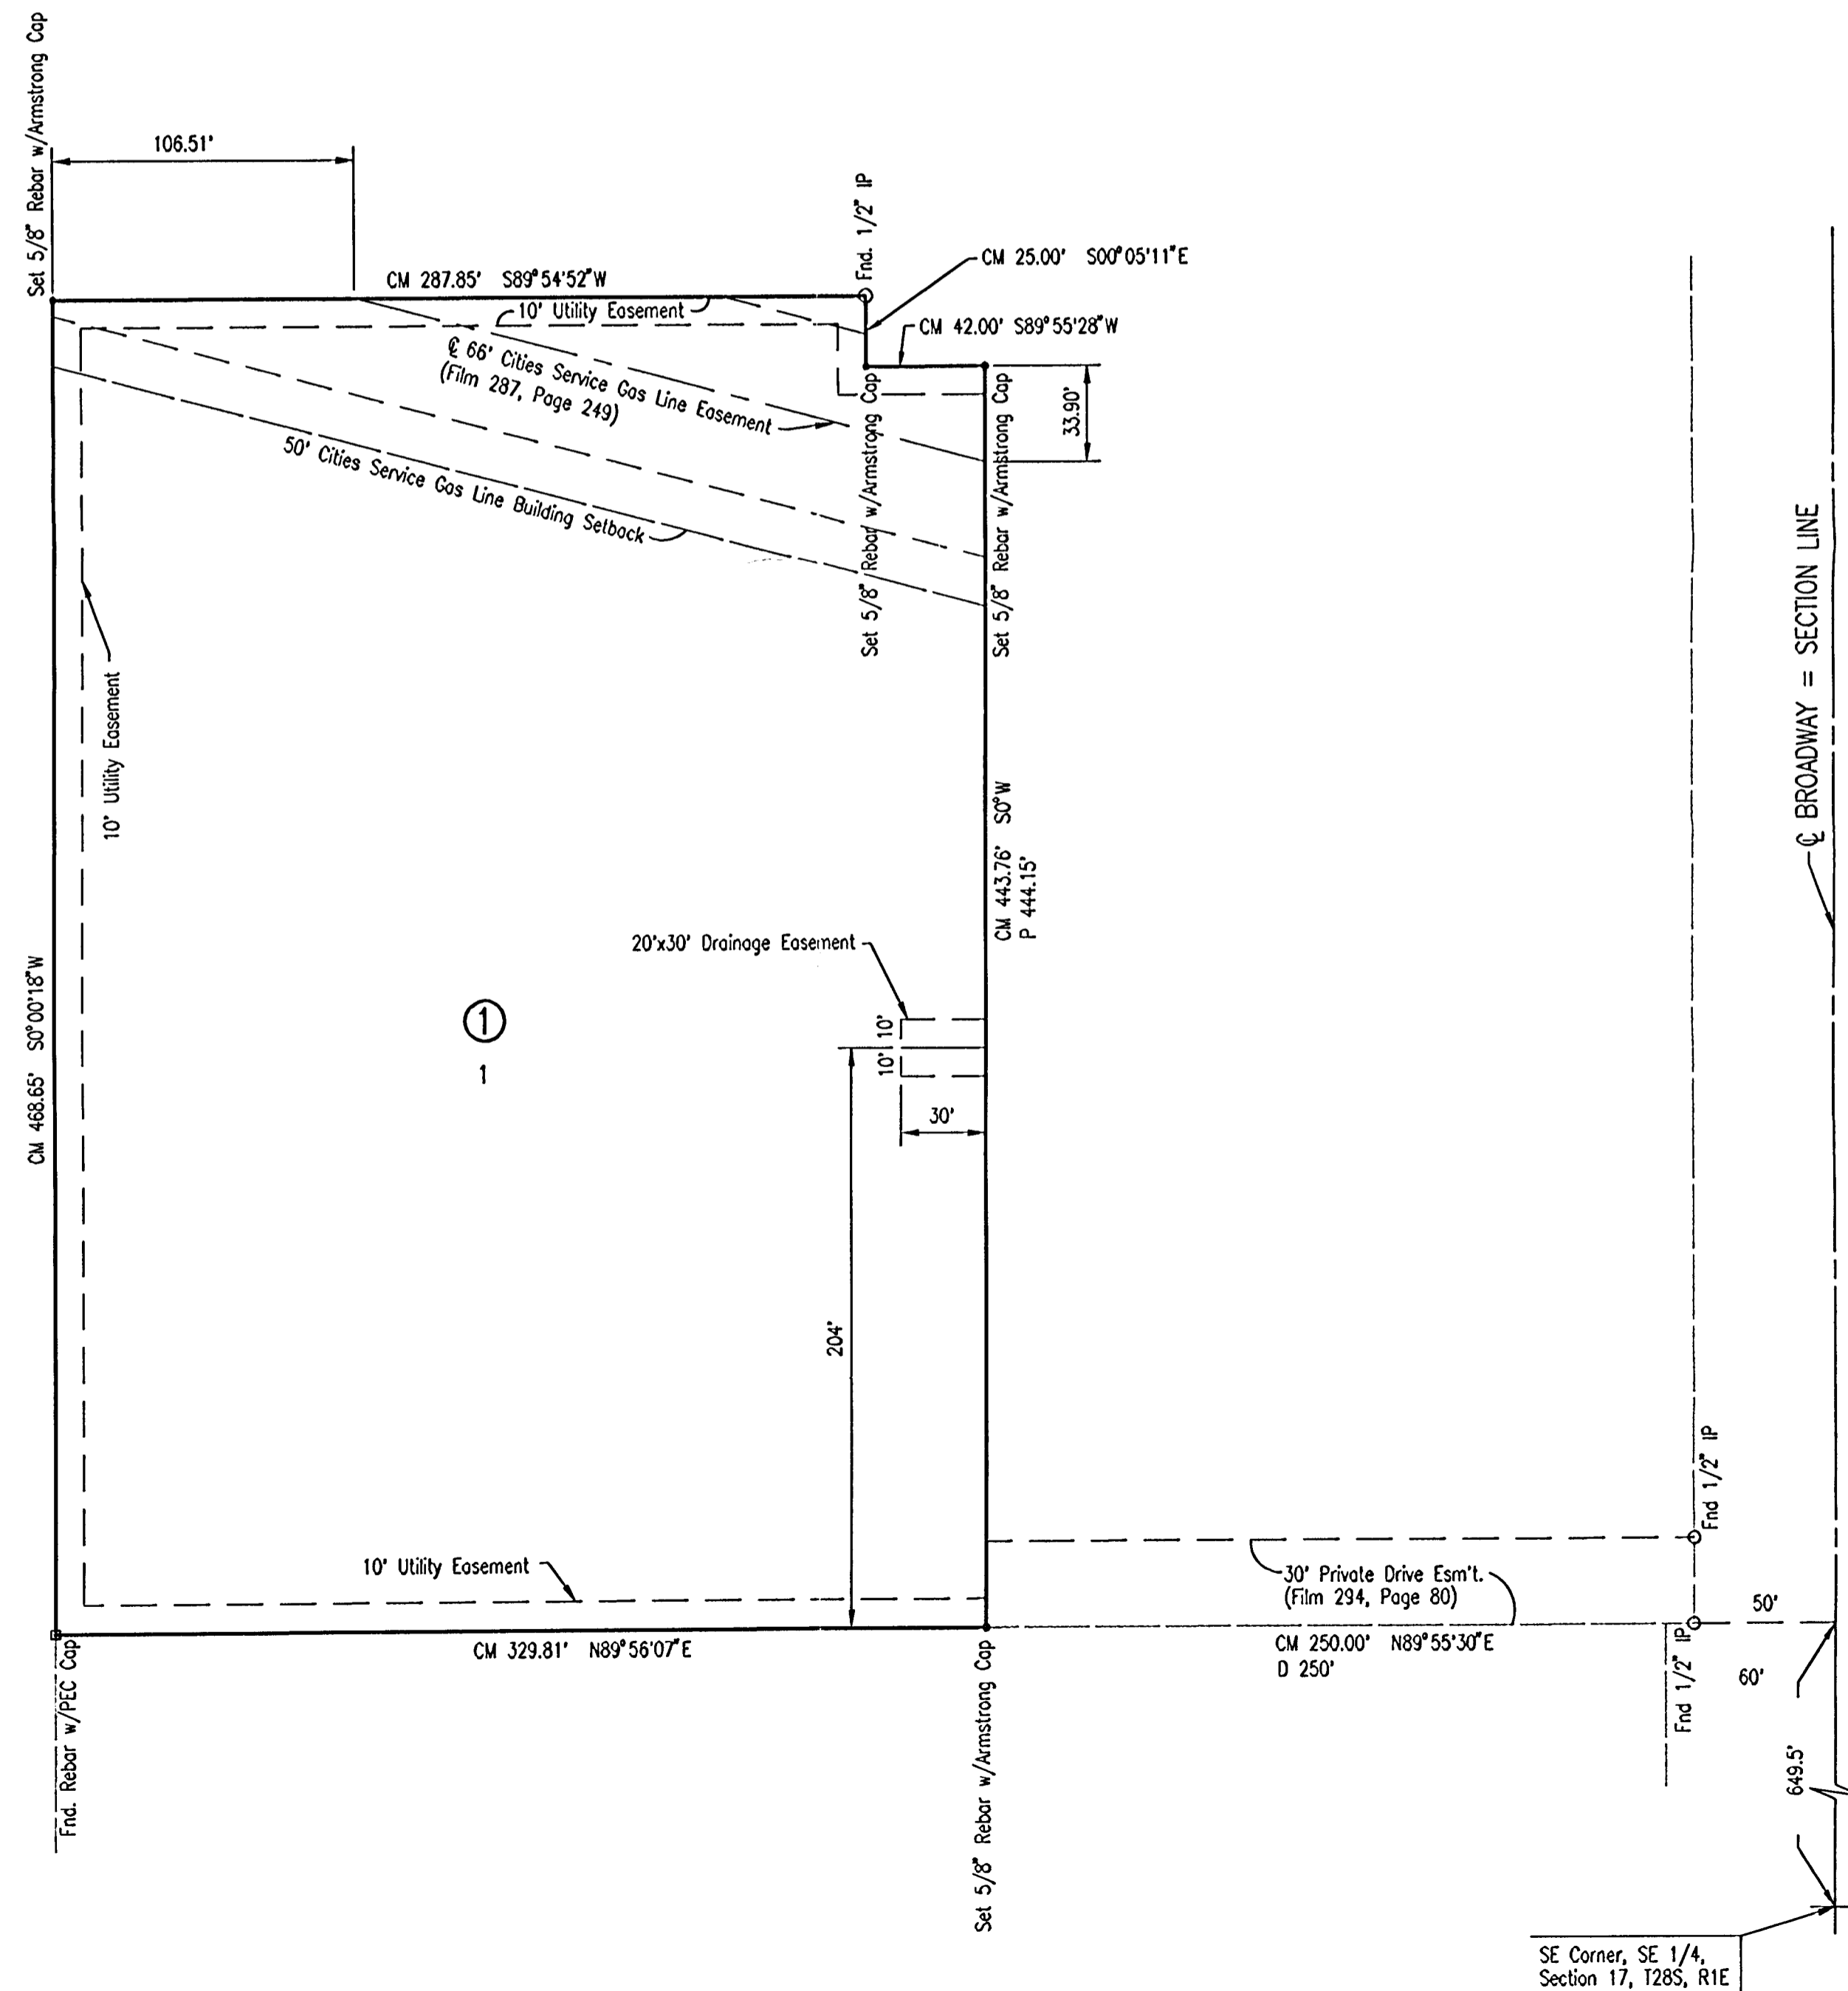 Set 5/8" Rebar w/Armstrong Cap
106.51'
Fnd. 1/2" IP
CM 25.00' S00°05'11"E
CM 287.85' S89°54'52"W
10' Utility Easement
CM 42.00' S89°55'28"W
℄ 66' Cities Service Gas Line Easement
(Film 287, Page 249)
33.90'
50' Cities Service Gas Line Building Setback
Set 5/8" Rebar w/Armstrong Cap
Set 5/8" Rebar w/Armstrong Cap
℄ BROADWAY = SECTION LINE
10' Utility Easement
CM 443.76' S0°W
P 444.15'
20'x30' Drainage Easement
CM 468.65' S0°00'18"W
1
1
10' 10'
30'
204'
Fnd 1/2" IP
10' Utility Easement
30' Private Drive Esm't.
(Film 294, Page 80)
50'
CM 329.81' N89°56'07"E
CM 250.00' N89°55'30"E
D 250'
Fnd 1/2" IP
60'
Fnd. Rebar w/PEC Cap
Set 5/8" Rebar w/Armstrong Cap
649.5'
SE Corner, SE 1/4,
Section 17, T28S, R1E